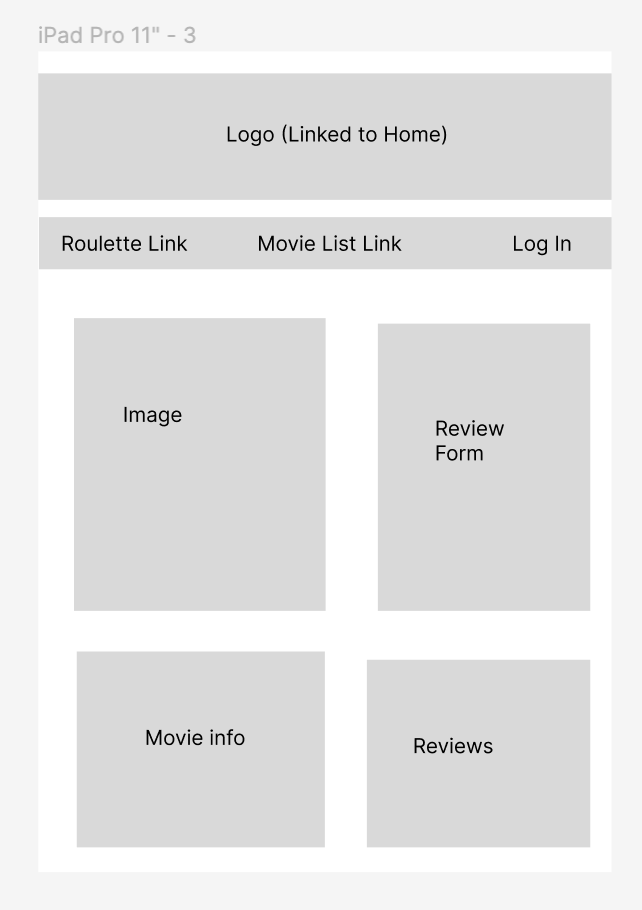 iPad Pro 11" - 3
Logo (Linked to Home)
Roulette Link
Movie List Link
Log In
Image
Review
Form
Movie info
Reviews